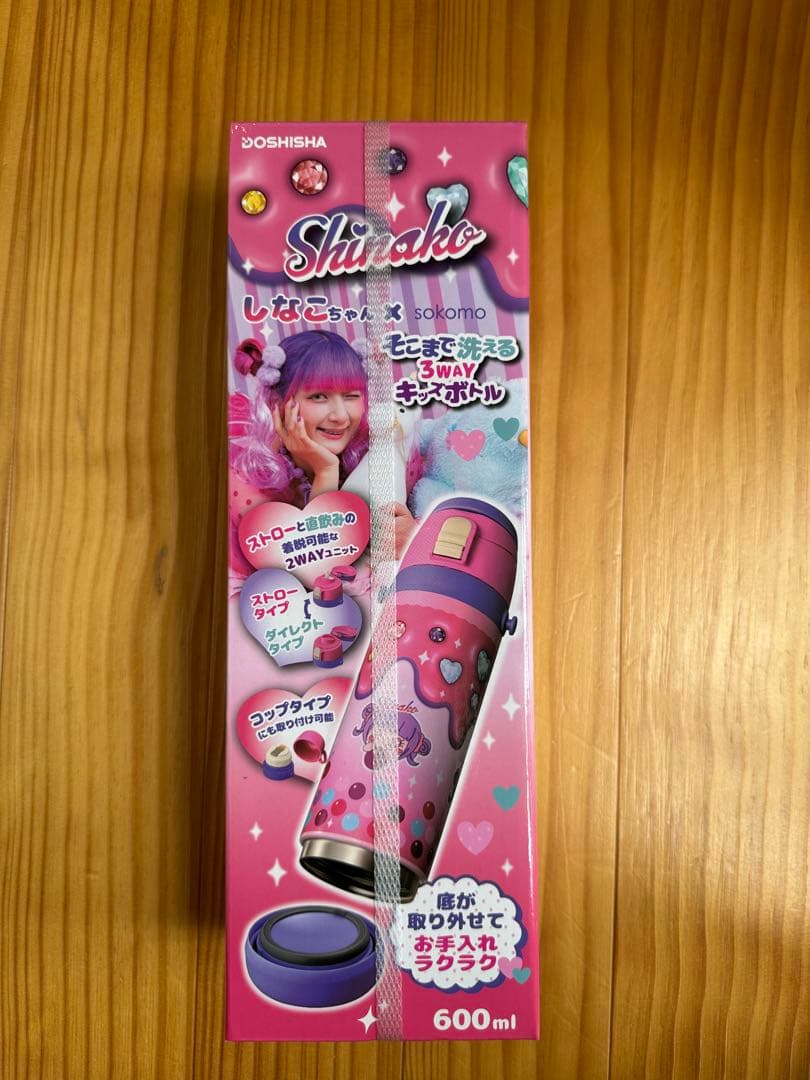 DOSHISHA
Shinako
しなこちゃん × sokomo
そこまで洗える
3WAY
キッズボトル
ストローと直飲みの
着脱可能な
2WAYユニット
ストロー
タイプ
ダイレクト
タイプ
コップタイプ
にも取り付け可能
底が
取り外せて
お手入れ
ラクラク
600ml